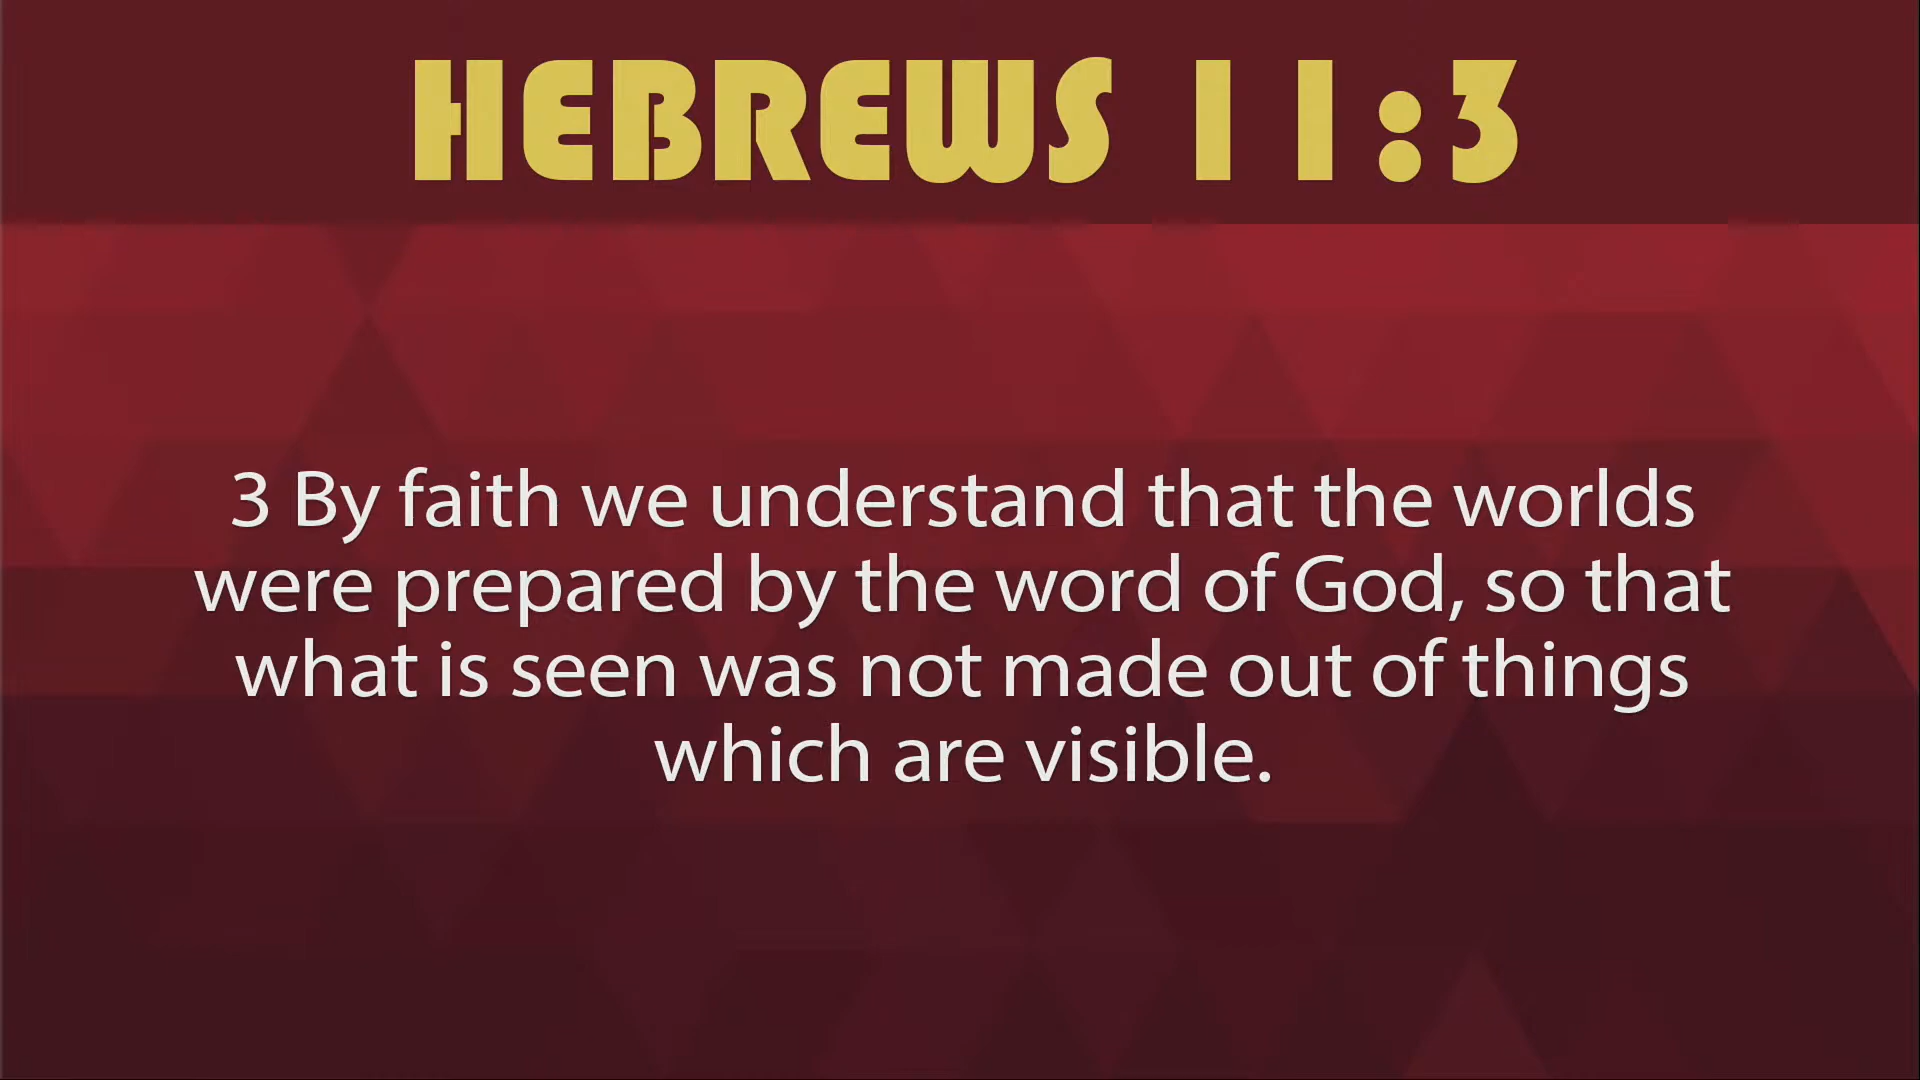 HEBREWS 11:3
3 By faith we understand that the worlds
were prepared by the word of God, so that
what is seen was not made out of things
which are visible.